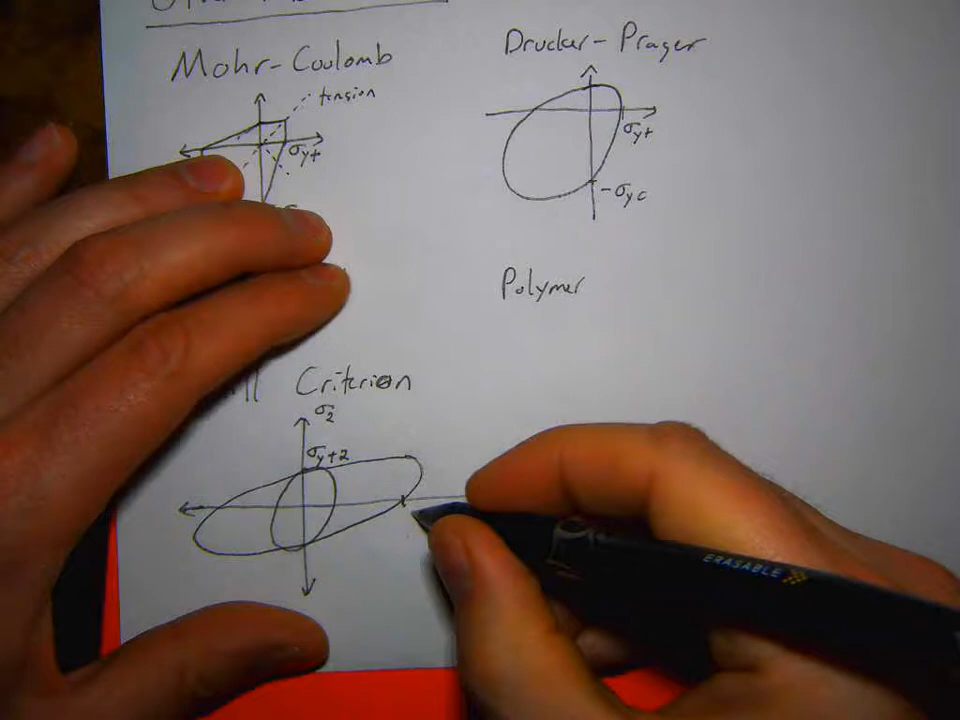 Mohr-Coulomb
tension
σyt
Drucker-Prager
σyt
-σyc
Polymer
Criterion
σ2
σyt2
ERASABLE